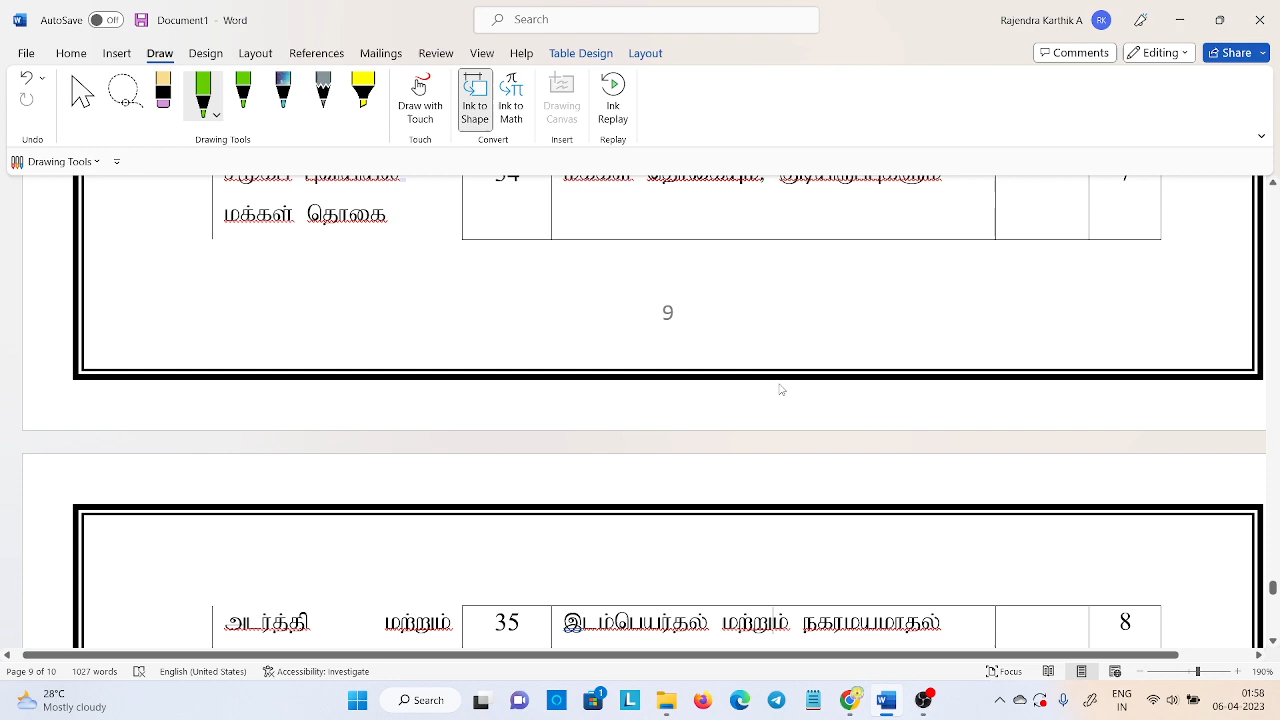 AutoSave Off Document1 - Word Search Rajendra Karthik A RK
File Home Insert Draw Design Layout References Mailings Review View Help Table Design Layout Comments Editing Share
Draw with Touch Ink to Shape Ink to Math Drawing Canvas Ink Replay
Undo Drawing Tools Touch Convert Insert Replay
Drawing Tools
மக்கள் தொகை
9
அடர்த்தி மற்றும் 35 இடம்பெயர்தல் மற்றும் நகரமயமாதல் 8
Page 9 of 10 1027 words English (United States) Accessibility: Investigate Focus 190%
28°C
Mostly cloudy
Search
ENG
IN
01:58
06-04-2023